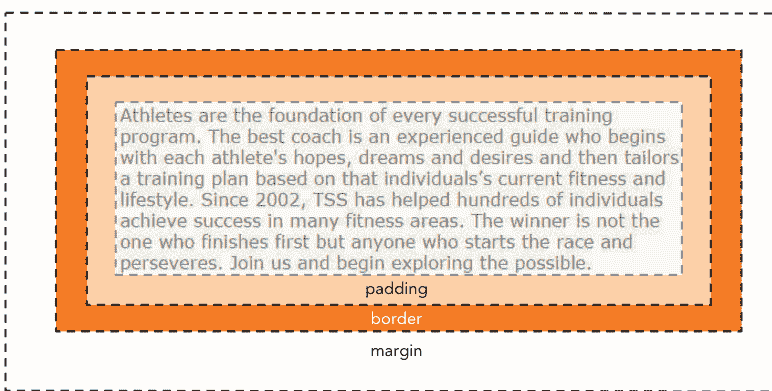 Athletes are the foundation of every successful training
program. The best coach is an experienced guide who begins
with each athlete's hopes, dreams and desires and then tailors
a training plan based on that individuals's current fitness and
lifestyle. Since 2002, TSS has helped hundreds of individuals
achieve success in many fitness areas. The winner is not the
one who finishes first but anyone who starts the race and
perseveres. Join us and begin exploring the possible.
padding
border
margin